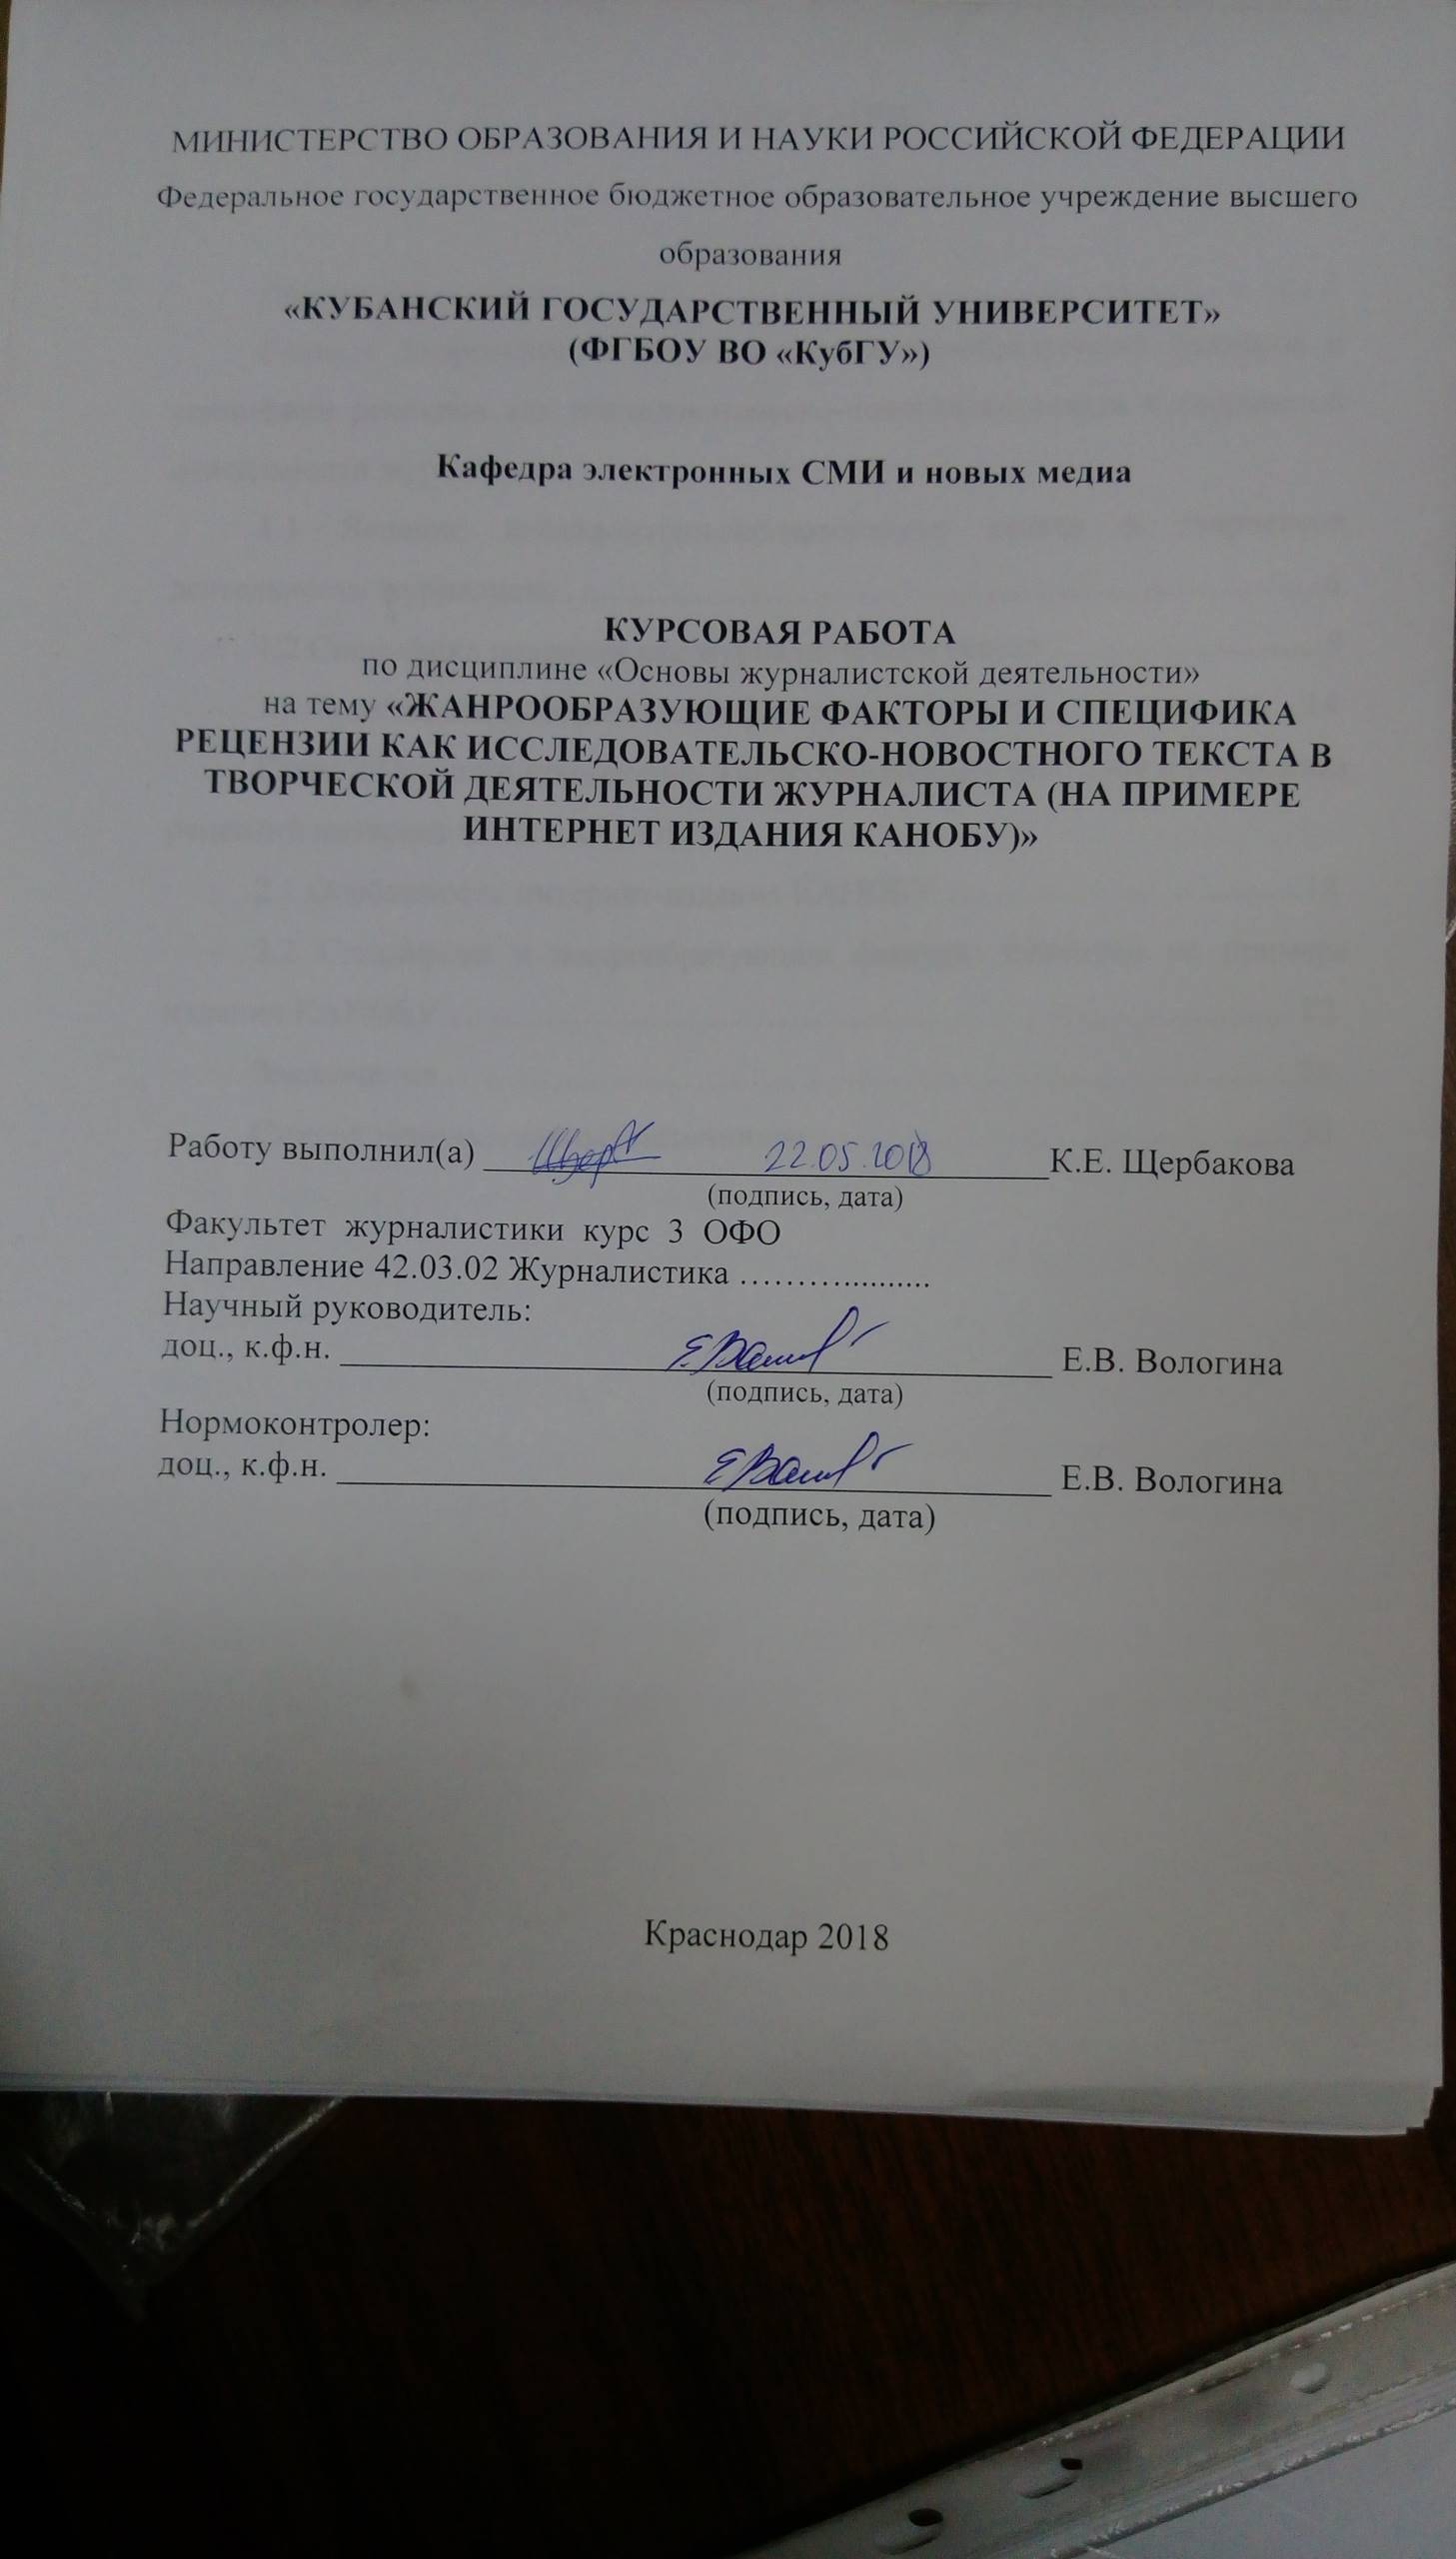 МИНИСТЕРСТВО ОБРАЗОВАНИЯ И НАУКИ РОССИЙСКОЙ ФЕДЕРАЦИИ
Федеральное государственное бюджетное образовательное учреждение высшего
образования
«КУБАНСКИЙ ГОСУДАРСТВЕННЫЙ УНИВЕРСИТЕТ»
(ФГБОУ ВО «КубГУ»)
Кафедра электронных СМИ и новых медиа
КУРСОВАЯ РАБОТА
по дисциплине «Основы журналистской деятельности»
на тему «ЖАНРООБРАЗУЮЩИЕ ФАКТОРЫ И СПЕЦИФИКА
РЕЦЕНЗИИ КАК ИССЛЕДОВАТЕЛЬСКО-НОВОСТНОГО ТЕКСТА В
ТВОРЧЕСКОЙ ДЕЯТЕЛЬНОСТИ ЖУРНАЛИСТА (НА ПРИМЕРЕ
ИНТЕРНЕТ ИЗДАНИЯ КАНОБУ)»
Работу выполнил(а) 22.05.2018 К.Е. Щербакова
(подпись, дата)
Факультет журналистики курс 3 ОФО
Направление 42.03.02 Журналистика ………...........
Научный руководитель:
доц., к.ф.н. Е.В. Вологина
(подпись, дата)
Нормоконтролер:
доц., к.ф.н. Е.В. Вологина
(подпись, дата)
Краснодар 2018